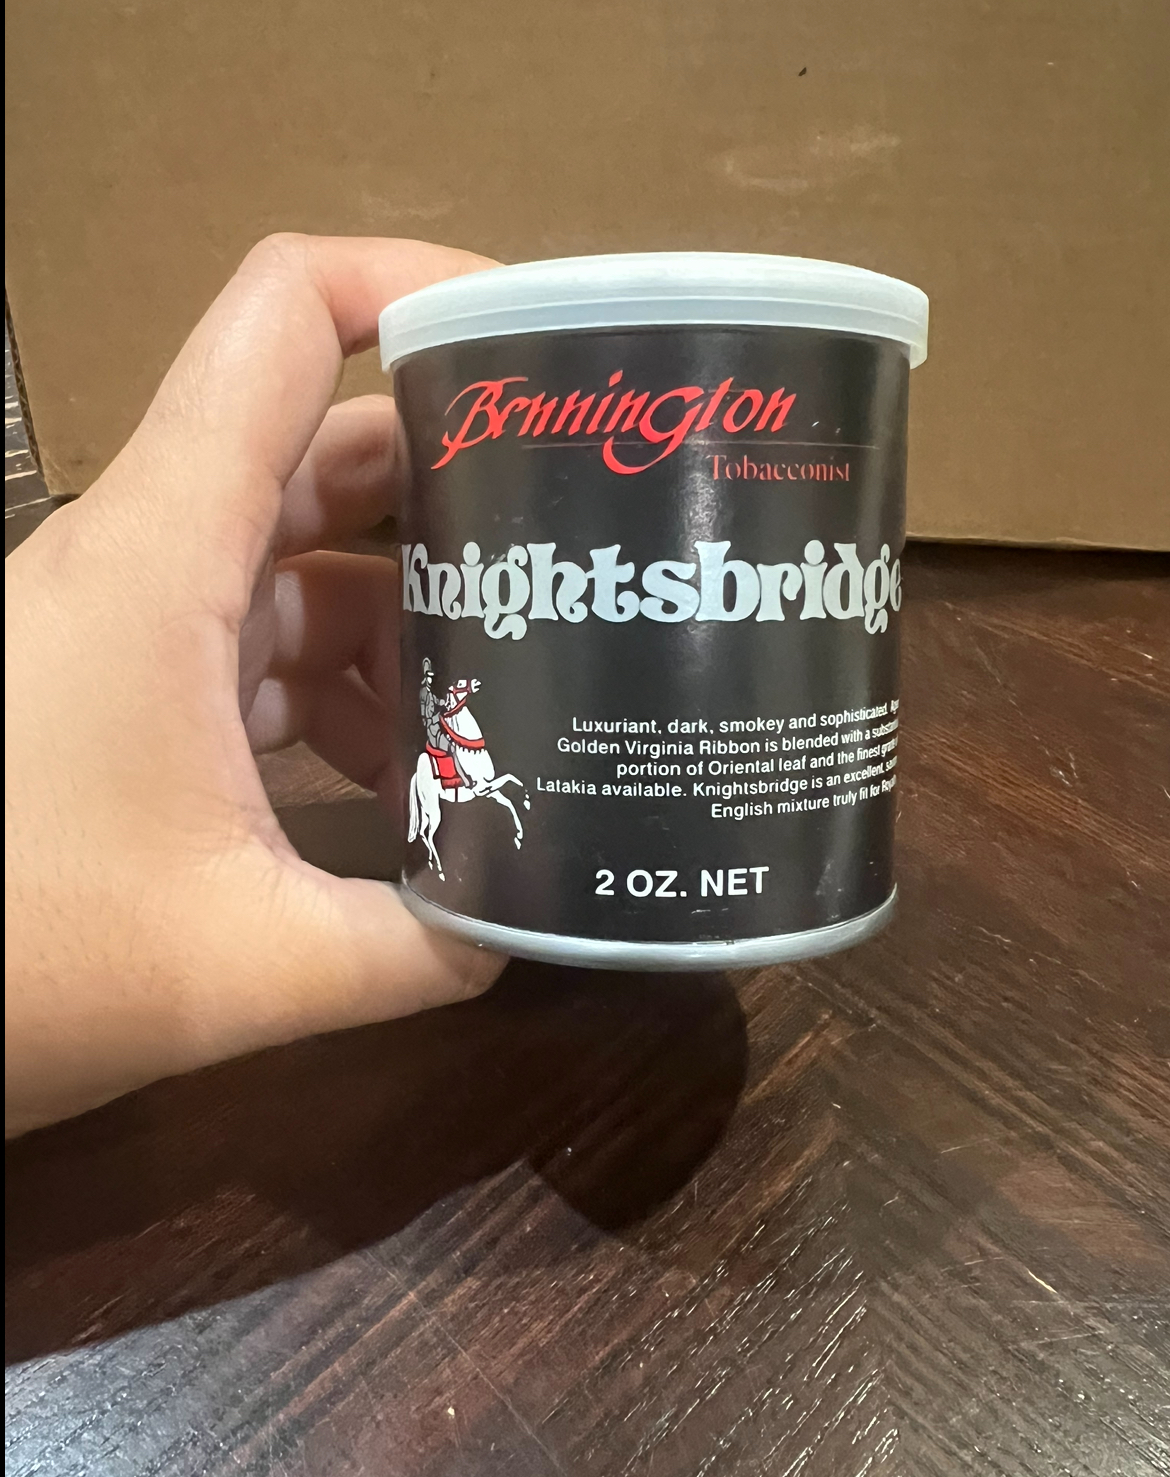 Bennington
Tobacconist
Knightsbridge
Luxuriant, dark, smokey and sophisticated.
Golden Virginia Ribbon is blended with a
portion of Oriental leaf and the finest
Latakia available. Knightsbridge is an excellent,
English mixture truly fit for
2 OZ. NET